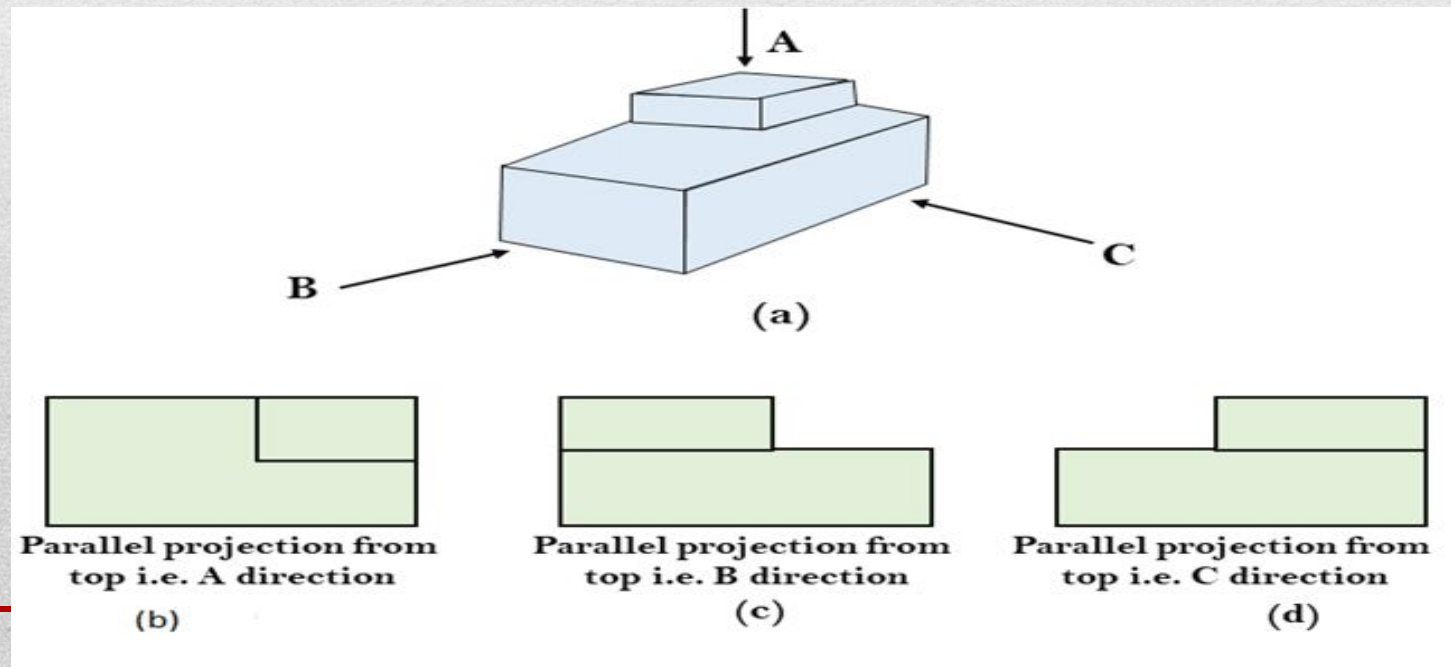 A
B
C
(a)
Parallel projection from
top i.e. A direction
(b)
Parallel projection from
top i.e. B direction
(c)
Parallel projection from
top i.e. C direction
(d)